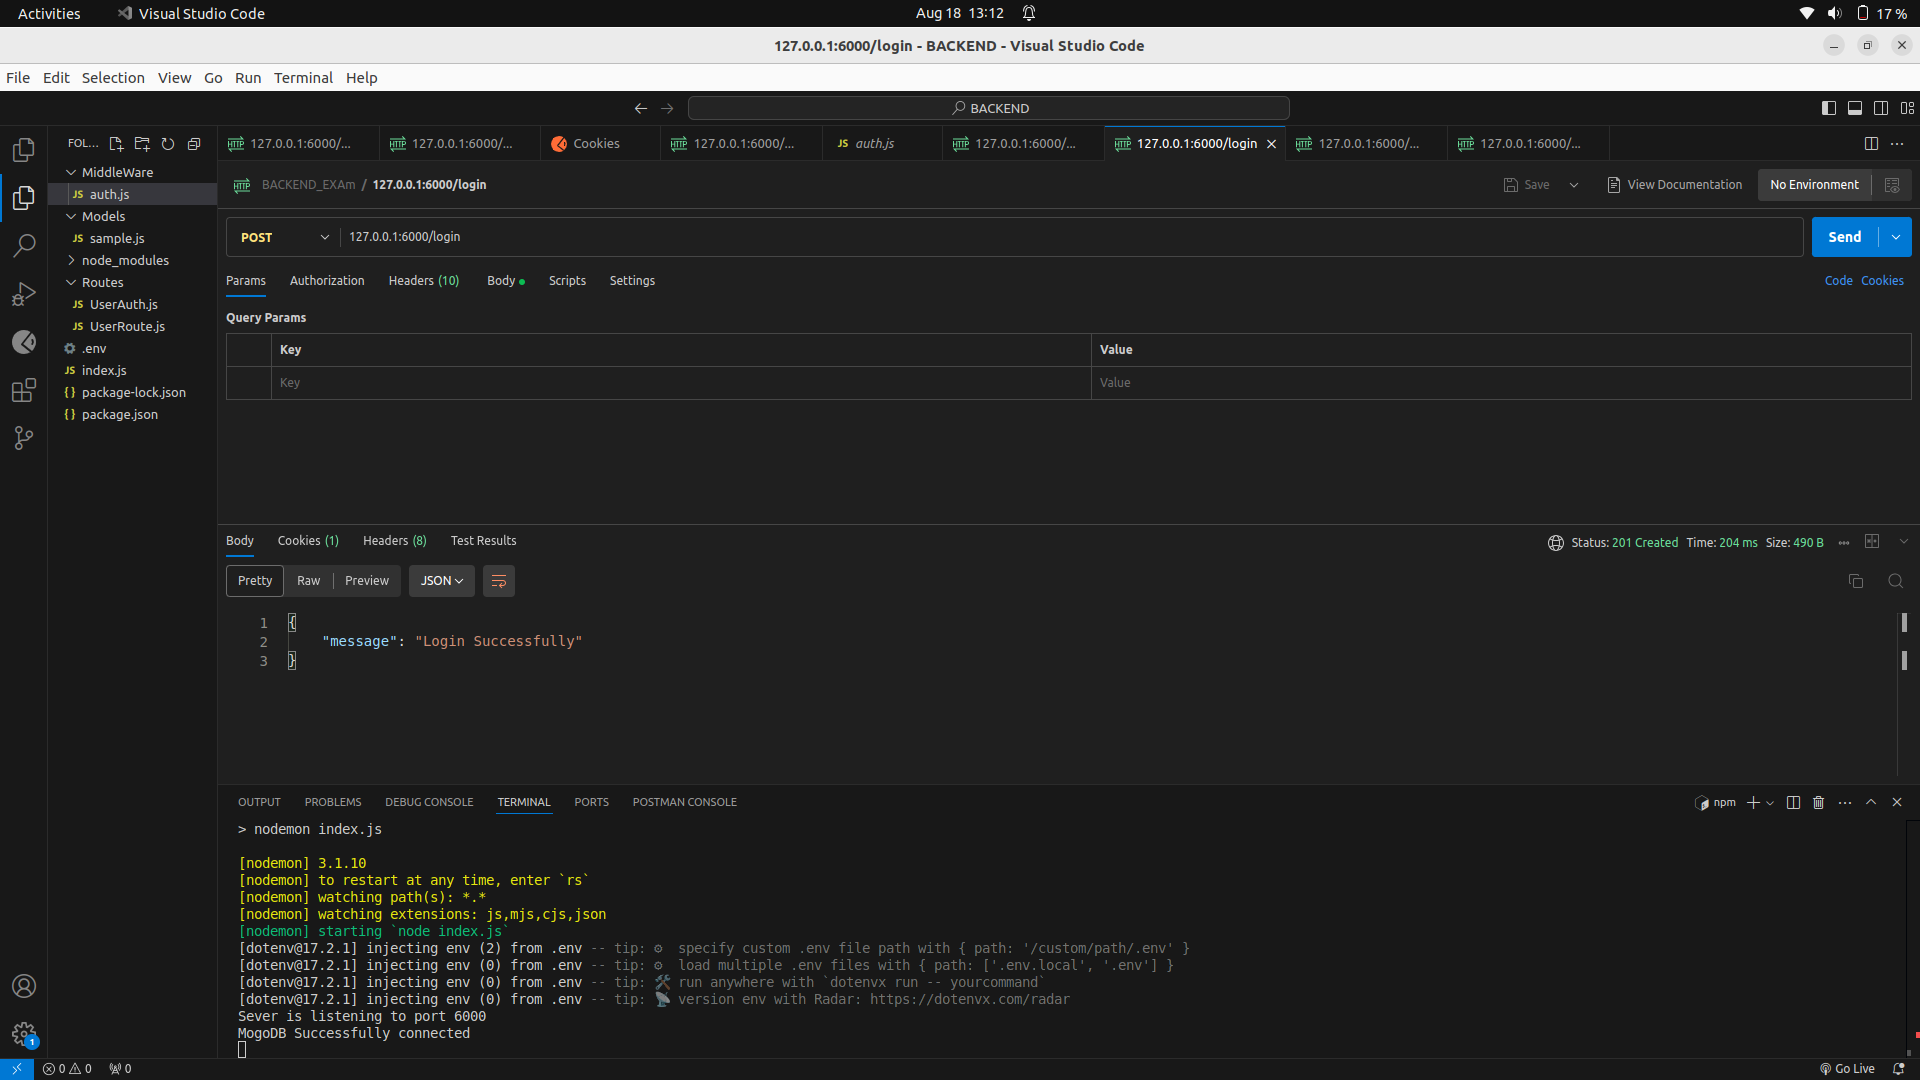 Activities
Visual Studio Code
Aug 18 13:12
17 %
127.0.0.1:6000/login - BACKEND - Visual Studio Code
File Edit Selection View Go Run Terminal Help
BACKEND
FOL...
127.0.0.1:6000/...
127.0.0.1:6000/...
Cookies
127.0.0.1:6000/...
JS auth.js
127.0.0.1:6000/...
127.0.0.1:6000/login
127.0.0.1:6000/...
127.0.0.1:6000/...
MiddleWare
JS auth.js
Models
JS sample.js
node_modules
Routes
JS UserAuth.js
JS UserRoute.js
.env
JS index.js
{} package-lock.json
{} package.json
HTTP BACKEND_EXAm / 127.0.0.1:6000/login
Save
View Documentation
No Environment
POST 127.0.0.1:6000/login
Send
Params Authorization Headers (10) Body Scripts Settings
Code Cookies
Query Params
Key Value
Key Value
Body Cookies (1) Headers (8) Test Results
Status: 201 Created Time: 204 ms Size: 490 B
Pretty Raw Preview JSON
1 {
2 "message": "Login Successfully"
3 }
OUTPUT PROBLEMS DEBUG CONSOLE TERMINAL PORTS POSTMAN CONSOLE
npm
> nodemon index.js
[nodemon] 3.1.10
[nodemon] to restart at any time, enter `rs`
[nodemon] watching path(s): *.*
[nodemon] watching extensions: js,mjs,cjs,json
[nodemon] starting `node index.js`
[dotenv@17.2.1] injecting env (2) from .env -- tip: ⚙ specify custom .env file path with { path: '/custom/path/.env' }
[dotenv@17.2.1] injecting env (0) from .env -- tip: ⚙ load multiple .env files with { path: ['.env.local', '.env'] }
[dotenv@17.2.1] injecting env (0) from .env -- tip: 🛠 run anywhere with `dotenvx run -- yourcommand`
[dotenv@17.2.1] injecting env (0) from .env -- tip: 📡 version env with Radar: https://dotenvx.com/radar
Sever is listening to port 6000
MogoDB Successfully connected
1
0 0 0
Go Live